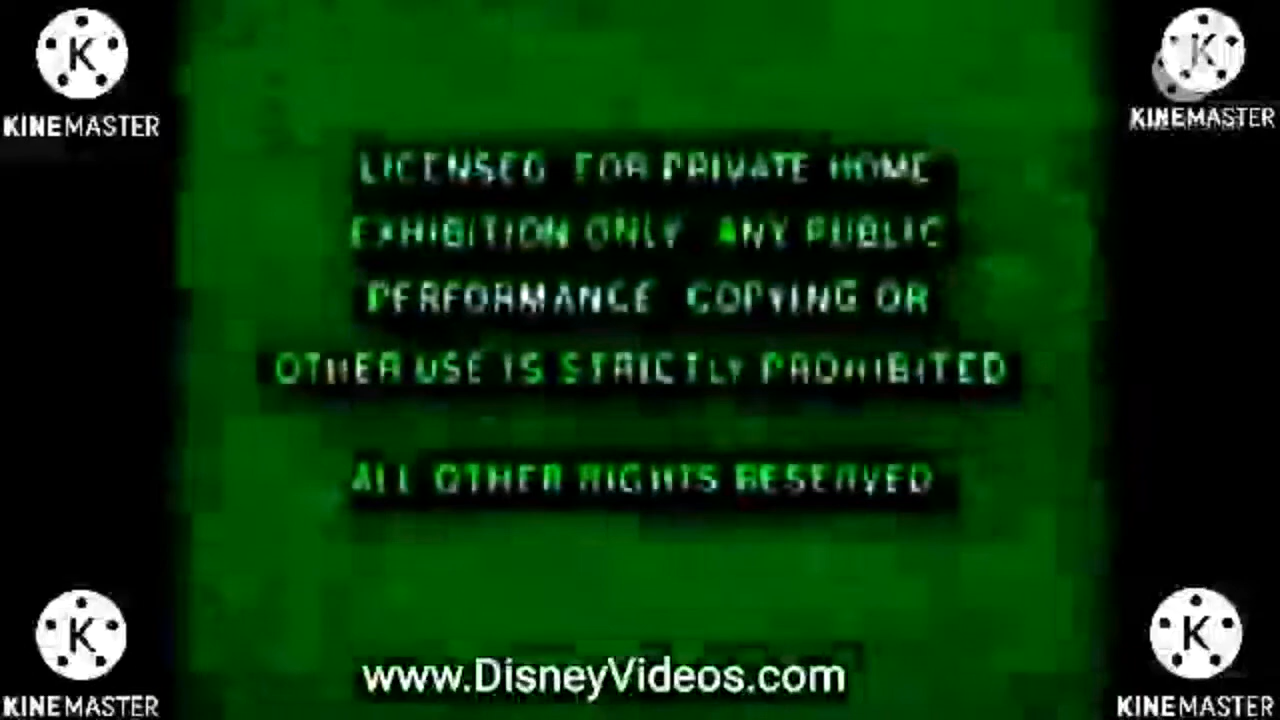 KINEMASTER
KINEMASTER
LICENSED FOR PRIVATE HOME
EXHIBITION ONLY ANY PUBLIC
PERFORMANCE COPYING OR
OTHER USE IS STRICTLY PROHIBITED
ALL OTHER RIGHTS RESERVED
www.DisneyVideos.com
KINEMASTER
KINEMASTER